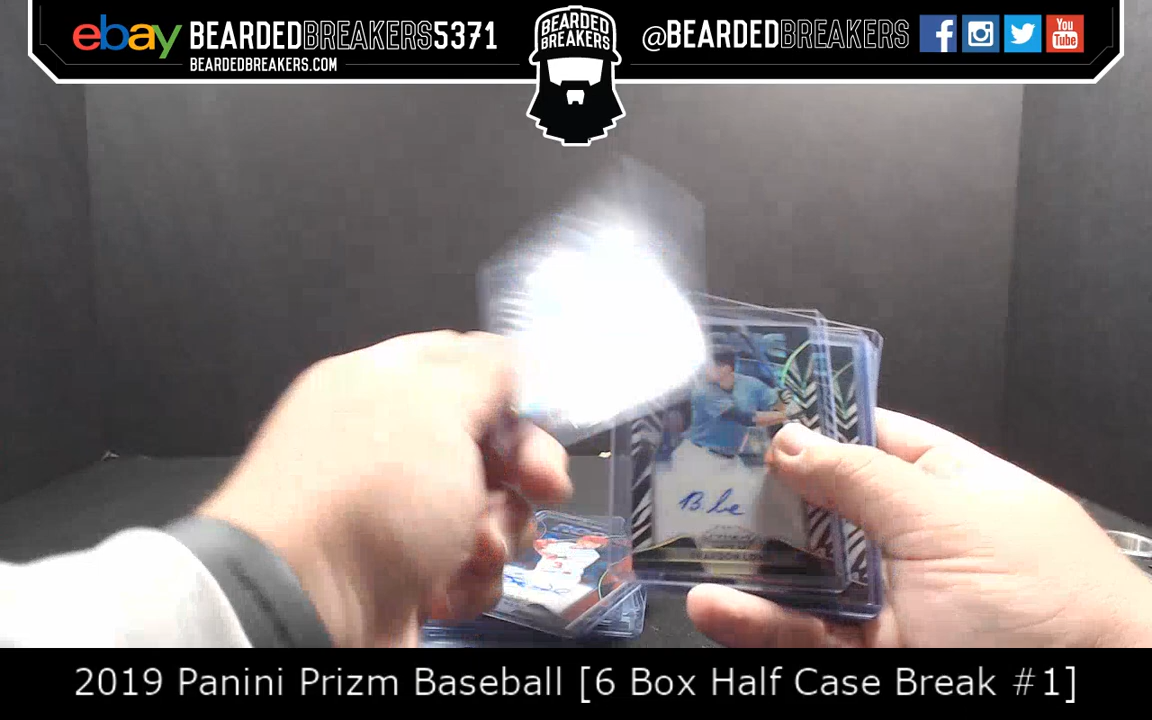 ebay BEARDEDBREAKERS5371
BEARDEDBREAKERS.COM
BEARDED
BREAKERS
@BEARDEDBREAKERS
f
You
Tube
B. Lo
2019 Panini Prizm Baseball [6 Box Half Case Break #1]